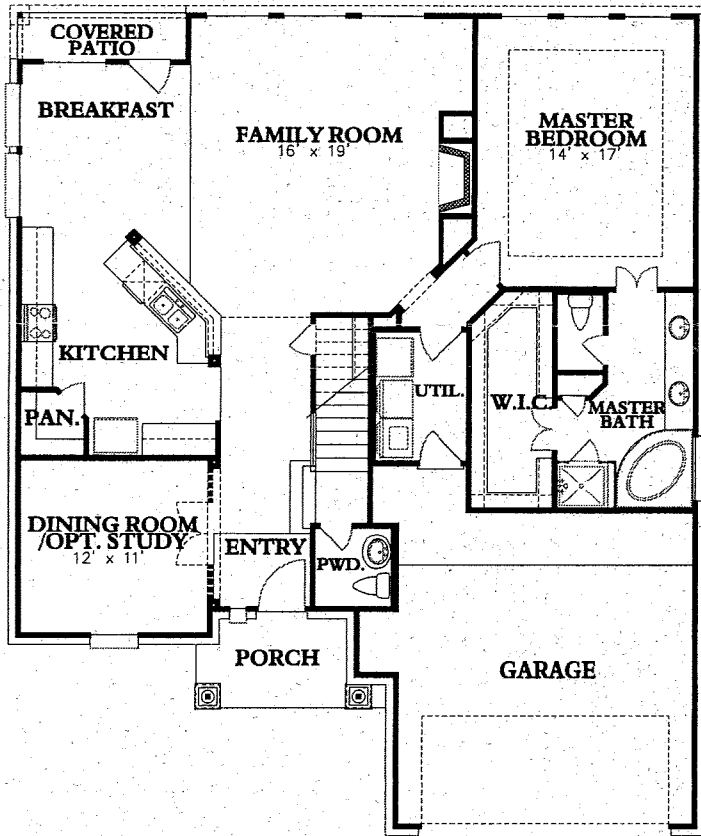 COVERED
PATIO
BREAKFAST
FAMILY ROOM
16' x 19'
MASTER
BEDROOM
14' x 17'
KITCHEN
PAN.
UTIL.
W.I.C.
MASTER
BATH
DINING ROOM
/OPT. STUDY
12' x 11'
ENTRY
PWD.
PORCH
GARAGE